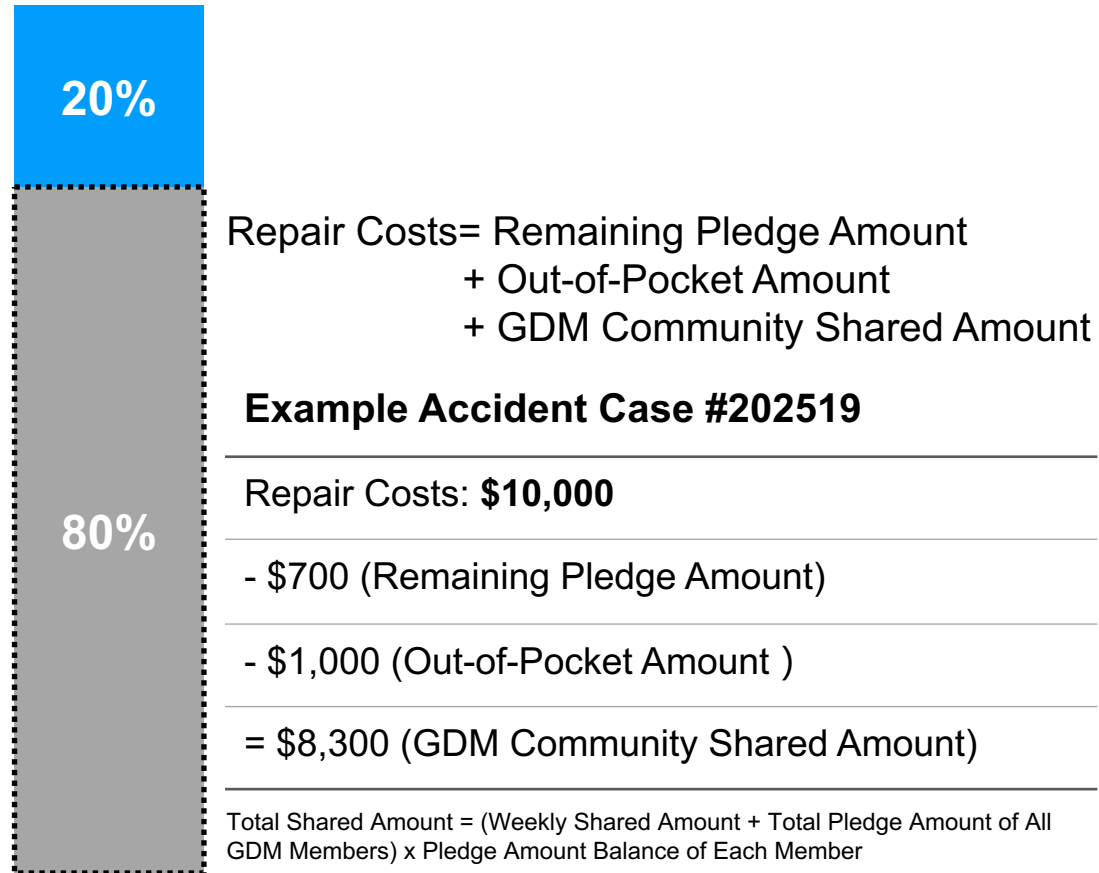 20%
80%
Repair Costs= Remaining Pledge Amount
+ Out-of-Pocket Amount
+ GDM Community Shared Amount
Example Accident Case #202519
Repair Costs: $10,000
- $700 (Remaining Pledge Amount)
- $1,000 (Out-of-Pocket Amount )
= $8,300 (GDM Community Shared Amount)
Total Shared Amount = (Weekly Shared Amount + Total Pledge Amount of All
GDM Members) x Pledge Amount Balance of Each Member